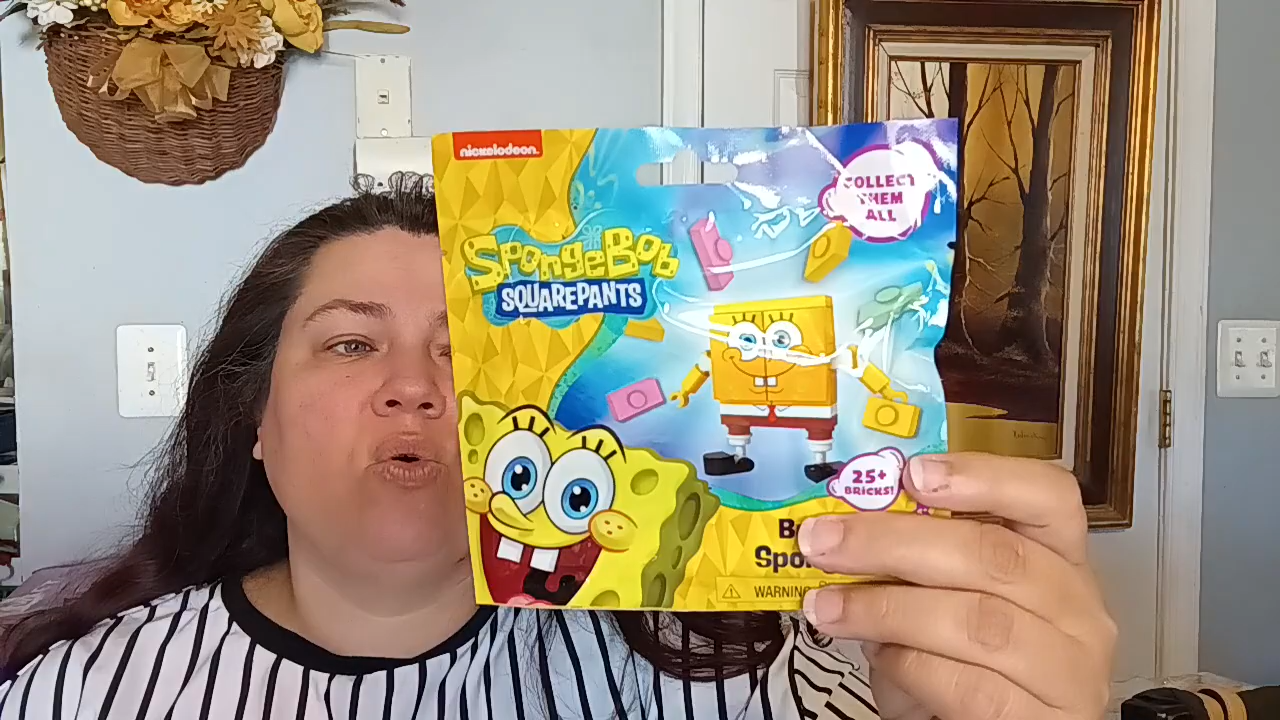 nickelodeon
SpongeBob
SQUAREPANTS
COLLECT
THEM
ALL
25+
BRICKS!
WARNING